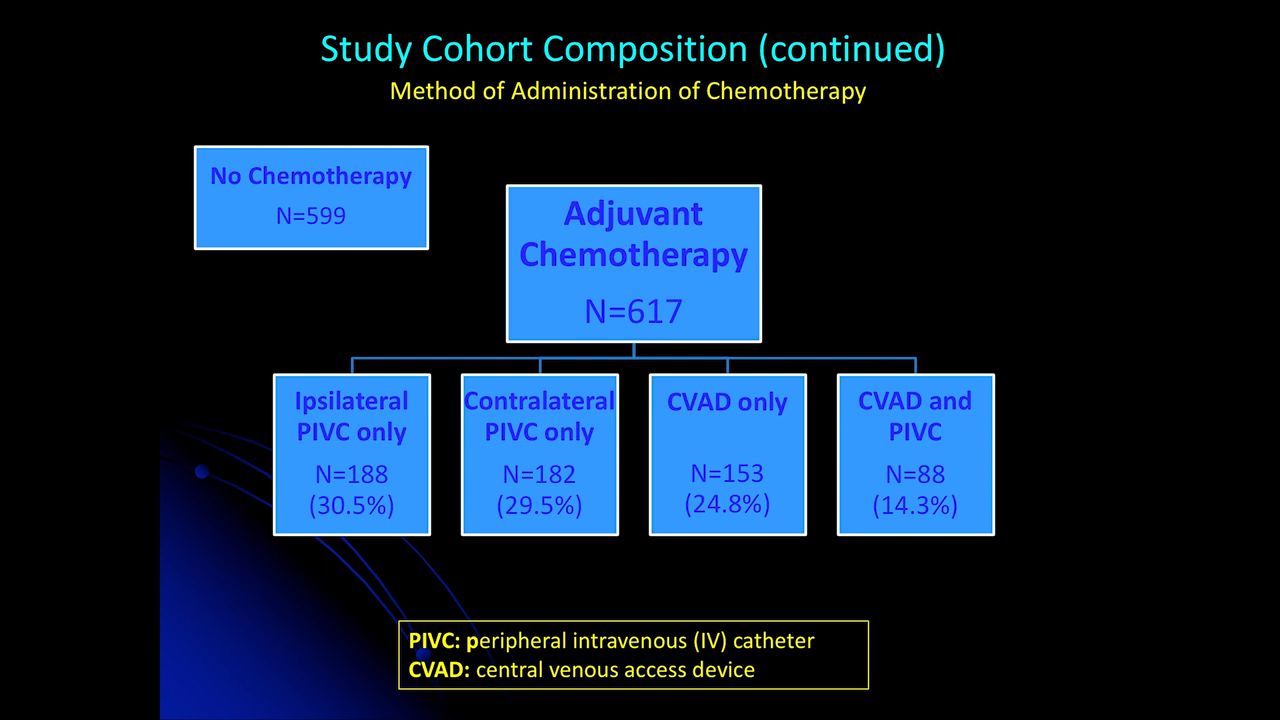 Study Cohort Composition (continued)
Method of Administration of Chemotherapy
No Chemotherapy
N=599
Adjuvant
Chemotherapy
N=617
Ipsilateral
PIVC only
N=188
(30.5%)
Contralateral
PIVC only
N=182
(29.5%)
CVAD only
N=153
(24.8%)
CVAD and
PIVC
N=88
(14.3%)
PIVC: peripheral intravenous (IV) catheter
CVAD: central venous access device